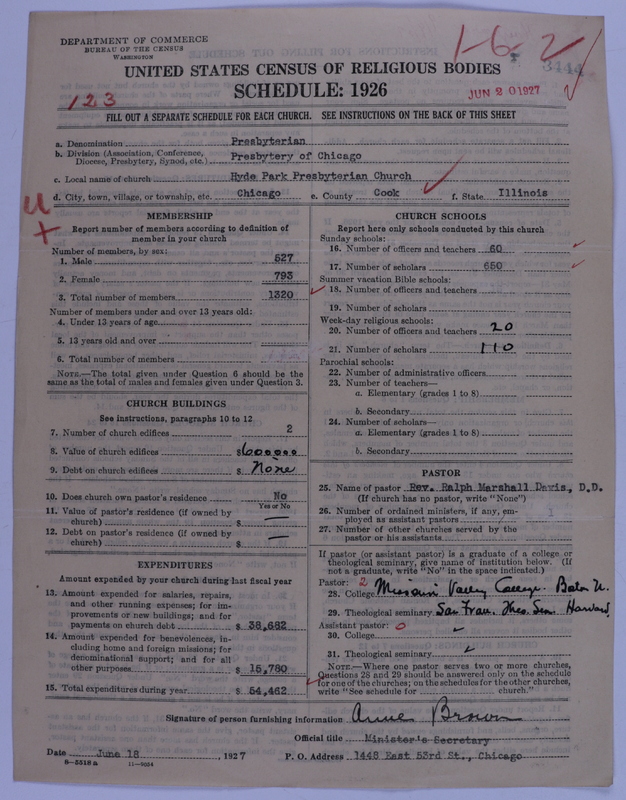 DEPARTMENT OF COMMERCE
BUREAU OF THE CENSUS
WASHINGTON
1-6-2
3444
UNITED STATES CENSUS OF RELIGIOUS BODIES
SCHEDULE: 1926
123
JUN 20 1927
FILL OUT A SEPARATE SCHEDULE FOR EACH CHURCH. SEE INSTRUCTIONS ON THE BACK OF THIS SHEET
a. Denomination Presbyterian
b. Division (Association, Conference, Diocese, Presbytery, Synod, etc.) Presbytery of Chicago
c. Local name of church Hyde Park Presbyterian Church
d. City, town, village, or township, etc. Chicago e. County Cook f. State Illinois
MEMBERSHIP
Report number of members according to definition of
member in your church
Number of members, by sex:
1. Male 527
2. Female 793
3. Total number of members 1320
Number of members under and over 13 years old:
4. Under 13 years of age
5. 13 years old and over
6. Total number of members
NOTE.—The total given under Question 6 should be
same as the total of males and females given under Question 3.
CHURCH BUILDINGS
See instructions, paragraphs 10 to 12
7. Number of church edifices 2
8. Value of church edifices $600000
9. Debt on church edifices $ None
10. Does church own pastor's residence No
Yes or No
11. Value of pastor's residence (if owned by
church) $ —
12. Debt on pastor's residence (if owned by
church) $ —
EXPENDITURES
Amount expended by your church during last fiscal year
13. Amount expended for salaries, repairs,
and other running expenses; for im-
provements or new buildings; and for
payments on church debt $ 38,682
14. Amount expended for benevolences, in-
cluding home and foreign missions; for
denominational support; and for all
other purposes $ 15,780
15. Total expenditures during year $ 54,462
CHURCH SCHOOLS
Report here only schools conducted by this church
Sunday schools:
16. Number of officers and teachers 60
17. Number of scholars 650
Summer vacation Bible schools:
18. Number of officers and teachers
19. Number of scholars
Week-day religious schools:
20. Number of officers and teachers 20
21. Number of scholars 110
Parochial schools:
22. Number of administrative officers
23. Number of teachers—
a. Elementary (grades 1 to 8)
b. Secondary
24. Number of scholars—
a. Elementary (grades 1 to 8)
b. Secondary
PASTOR
25. Name of pastor Rev. Ralph Marshall Davis, D.D.
(If church has no pastor, write "None")
26. Number of ordained ministers, if any, em-
ployed as assistant pastors 1
27. Number of other churches served by the
pastor or his assistants
If pastor (or assistant pastor) is a graduate of a college or
theological seminary, give name of institution below. (If
not a graduate, write "No" in the space indicated.)
Pastor: 2
28. College Missouri Valley College
29. Theological seminary San Fran. Theo. Sem. Harvard
Assistant pastor: 0
30. College
31. Theological seminary
NOTE.—Where one pastor serves two or more churches,
Questions 28 and 29 should be answered only on the schedule
for one of the churches; on the schedules for the other churches,
write "See schedule for church."
Signature of person furnishing information Anne Brown
Official title Minister's Secretary
Date June 18, 1927 P. O. Address 1448 East 53rd St., Chicago
8-5518a 11-9034